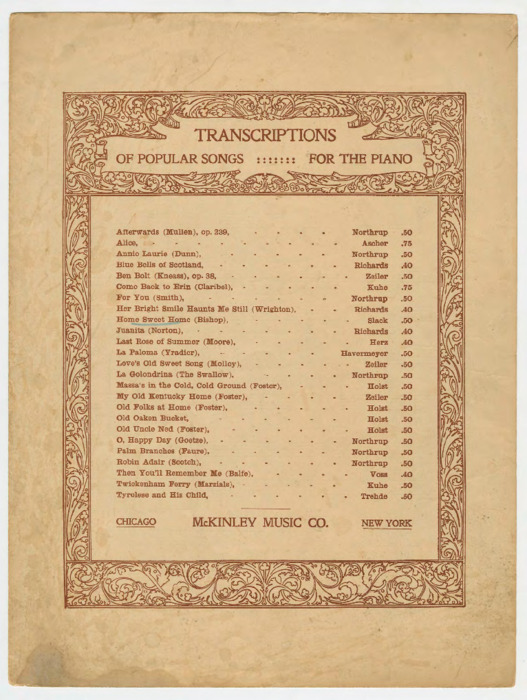 TRANSCRIPTIONS
OF POPULAR SONGS ::::::: FOR THE PIANO
Afterwards (Mullen), op. 239, - - - - Northrup .50
Alice, - - - - - - - - Ascher .75
Annie Laurie (Dunn), - - - - - - Northrup .50
Blue Bells of Scotland, - - - - - - Richards .40
Ben Bolt (Kneass), op. 38, - - - - - Zeiler .50
Come Back to Erin (Claribel), - - - - - Kuhe .75
For You (Smith), - - - - - - Northrup .50
Her Bright Smile Haunts Me Still (Wrighton), - - Richards .40
Home Sweet Home (Bishop), - - - - - Slack .50
Juanita (Norton), - - - - - - Richards .40
Last Rose of Summer (Moore), - - - - - Herz .40
La Paloma (Yradier), - - - - - Havermeyer .50
Love's Old Sweet Song (Molloy), - - - - Zeiler .50
La Golondrina (The Swallow), - - - - - Northrup .50
Massa's in the Cold, Cold Ground (Foster), - - - Holst .50
My Old Kentucky Home (Foster), - - - - Zeiler .50
Old Folks at Home (Foster), - - - - - Holst .50
Old Oaken Bucket, - - - - - - Holst .50
Old Uncle Ned (Foster), - - - - - - Holst .50
O, Happy Day (Goetze), - - - - - - Northrup .50
Palm Branches (Faure), - - - - - - Northrup .50
Robin Adair (Scotch), - - - - - - Northrup .50
Then You'll Remember Me (Balfe), - - - - Voss .40
Twickenham Ferry (Marzials), - - - - - Kuhe .50
Tyrolese and His Child, - - - - - - Trehde .50
CHICAGO McKINLEY MUSIC CO. NEW YORK